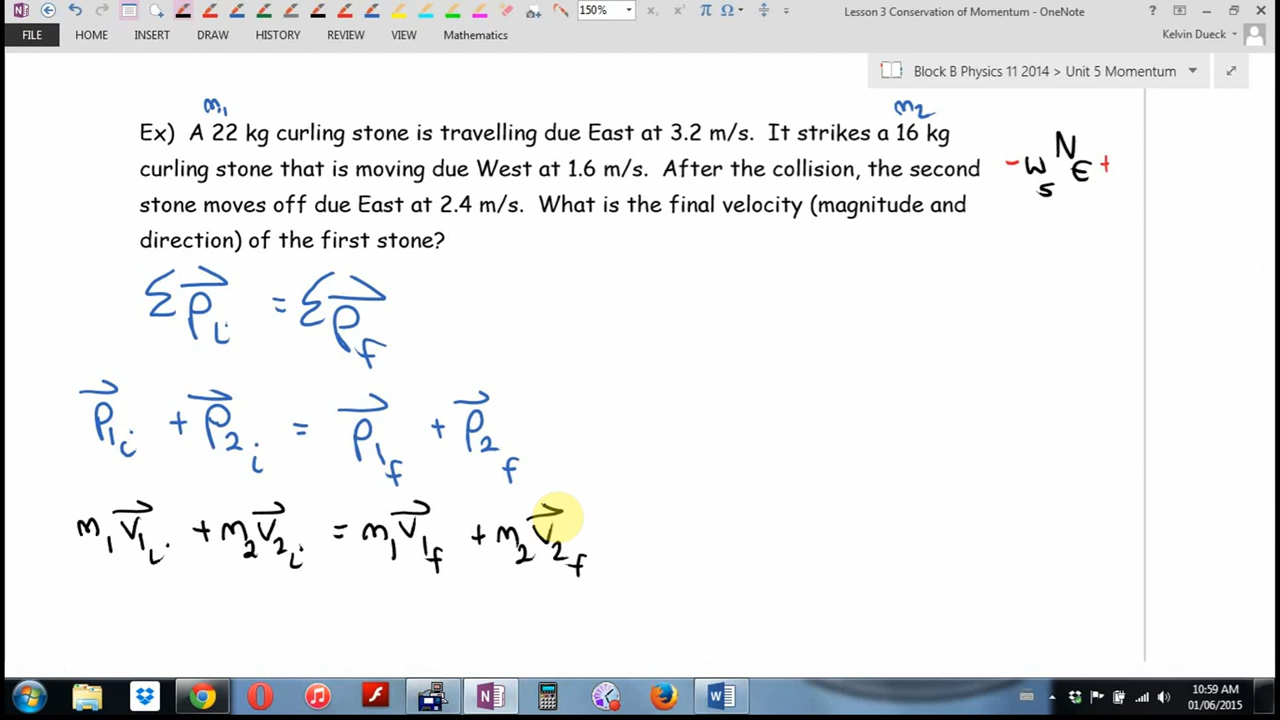 150%
Lesson 3 Conservation of Momentum - OneNote
FILE HOME INSERT DRAW HISTORY REVIEW VIEW Mathematics
Kelvin Dueck
Block B Physics 11 2014 > Unit 5 Momentum
m₁ m₂
Ex) A 22 kg curling stone is travelling due East at 3.2 m/s. It strikes a 16 kg
curling stone that is moving due West at 1.6 m/s. After the collision, the second
stone moves off due East at 2.4 m/s. What is the final velocity (magnitude and
direction) of the first stone?
N
- W E +
S
Σp⃗i = Σp⃗f
p⃗1i + p⃗2i = p⃗1f + p⃗2f
m₁v⃗1i + m₂v⃗2i = m₁v⃗1f + m₂v⃗2f
10:59 AM
01/06/2015